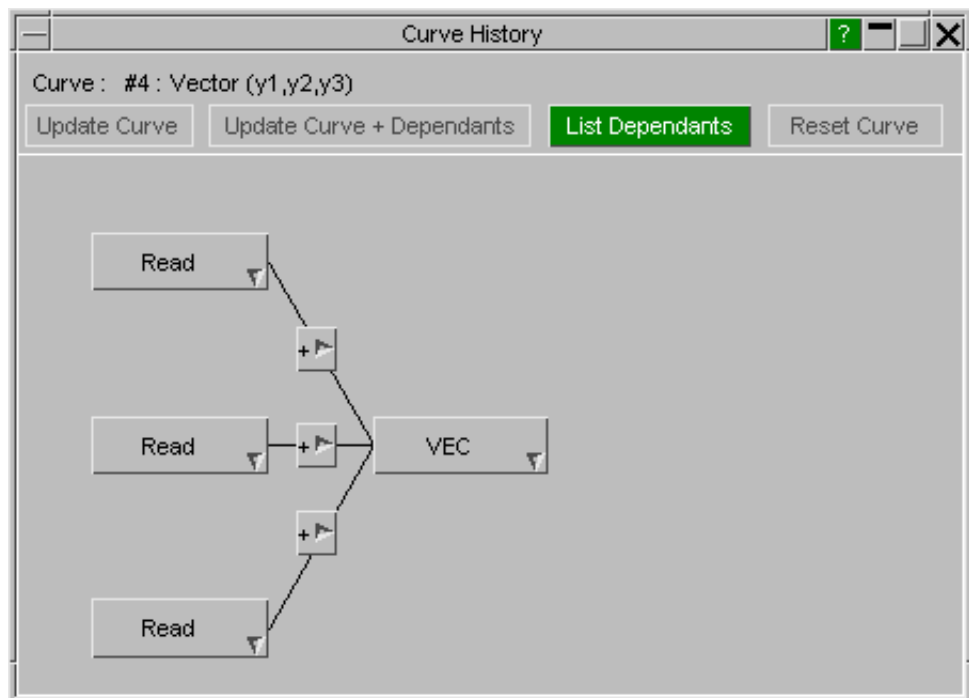 Curve History ?
Curve : #4 : Vector (y1,y2,y3)
Update Curve Update Curve + Dependants List Dependants Reset Curve
Read
+
Read + VEC
+
Read